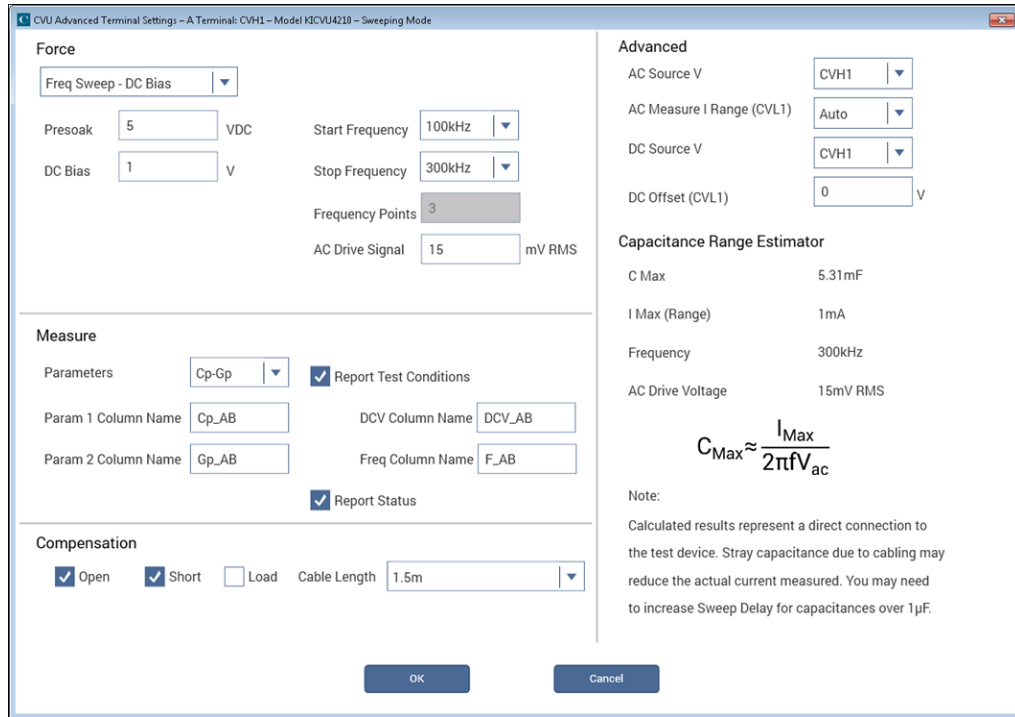 CVU Advanced Terminal Settings – A Terminal: CVH1 – Model KICVU4210 – Sweeping Mode
Force
Freq Sweep - DC Bias
Presoak 5 VDC
DC Bias 1 V
Start Frequency 100kHz
Stop Frequency 300kHz
Frequency Points 3
AC Drive Signal 15 mV RMS
Measure
Parameters Cp-Gp
Report Test Conditions
Param 1 Column Name Cp_AB
DCV Column Name DCV_AB
Param 2 Column Name Gp_AB
Freq Column Name F_AB
Report Status
Compensation
Open Short Load Cable Length 1.5m
Advanced
AC Source V CVH1
AC Measure I Range (CVL1) Auto
DC Source V CVH1
DC Offset (CVL1) 0 V
Capacitance Range Estimator
C Max 5.31mF
I Max (Range) 1mA
Frequency 300kHz
AC Drive Voltage 15mV RMS
C_Max ≈ I_Max / 2πfV_ac
Note:
Calculated results represent a direct connection to
the test device. Stray capacitance due to cabling may
reduce the actual current measured. You may need
to increase Sweep Delay for capacitances over 1µF.
OK Cancel